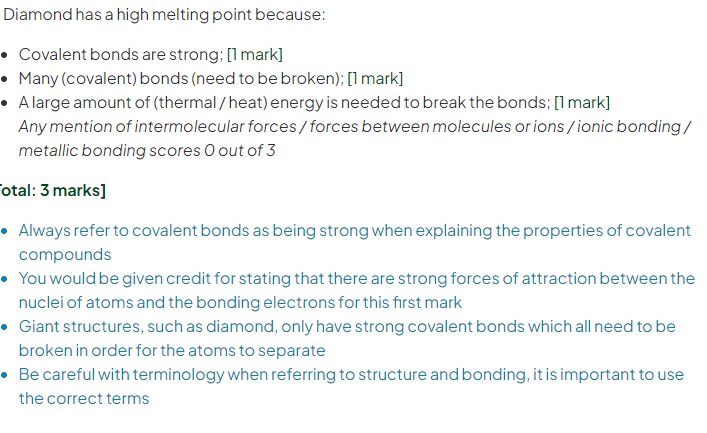 Diamond has a high melting point because:
• Covalent bonds are strong; [1 mark]
• Many (covalent) bonds (need to be broken); [1 mark]
• A large amount of (thermal / heat) energy is needed to break the bonds; [1 mark]
Any mention of intermolecular forces / forces between molecules or ions / ionic bonding /
metallic bonding scores 0 out of 3
otal: 3 marks]
• Always refer to covalent bonds as being strong when explaining the properties of covalent
compounds
• You would be given credit for stating that there are strong forces of attraction between the
nuclei of atoms and the bonding electrons for this first mark
• Giant structures, such as diamond, only have strong covalent bonds which all need to be
broken in order for the atoms to separate
• Be careful with terminology when referring to structure and bonding, it is important to use
the correct terms